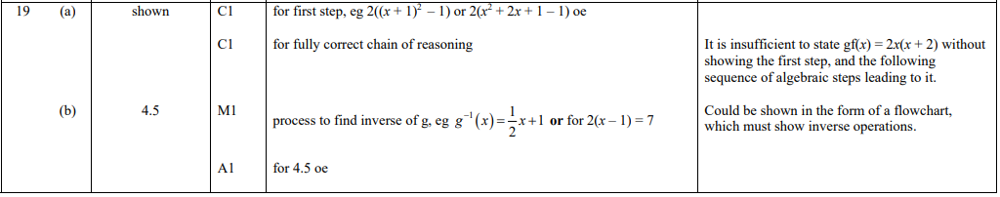 19 (a) shown C1 for first step, eg 2((x + 1)² – 1) or 2(x² + 2x + 1 – 1) oe
C1 for fully correct chain of reasoning
It is insufficient to state gf(x) = 2x(x + 2) without
showing the first step, and the following
sequence of algebraic steps leading to it.
(b) 4.5 M1 process to find inverse of g, eg g⁻¹(x) = 1/2 x + 1 or for 2(x – 1) = 7
Could be shown in the form of a flowchart,
which must show inverse operations.
A1 for 4.5 oe